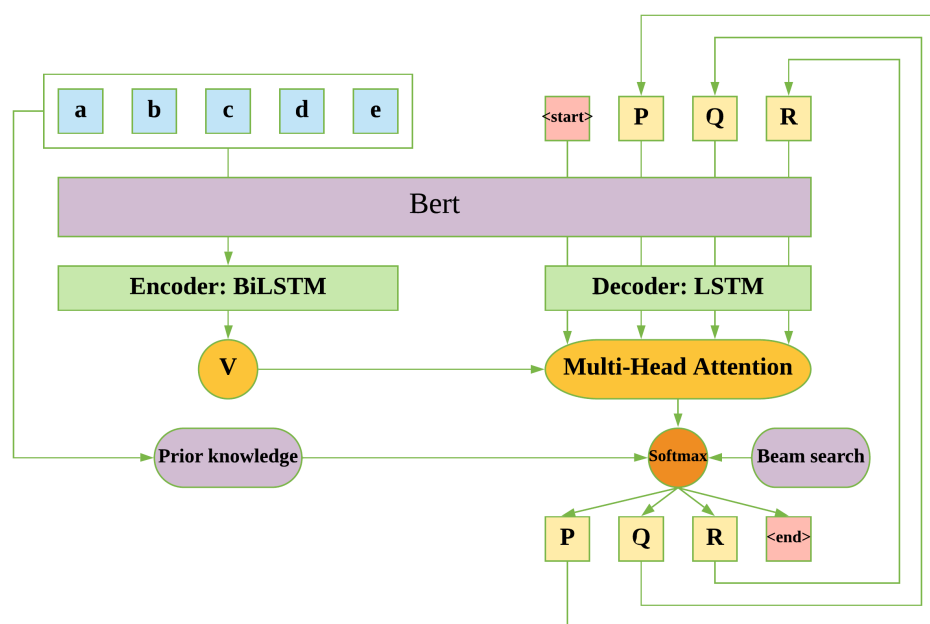 a b c d e
<start> P Q R
Bert
Encoder: BiLSTM
Decoder: LSTM
V
Multi-Head Attention
Prior knowledge
Softmax
Beam search
P Q R <end>